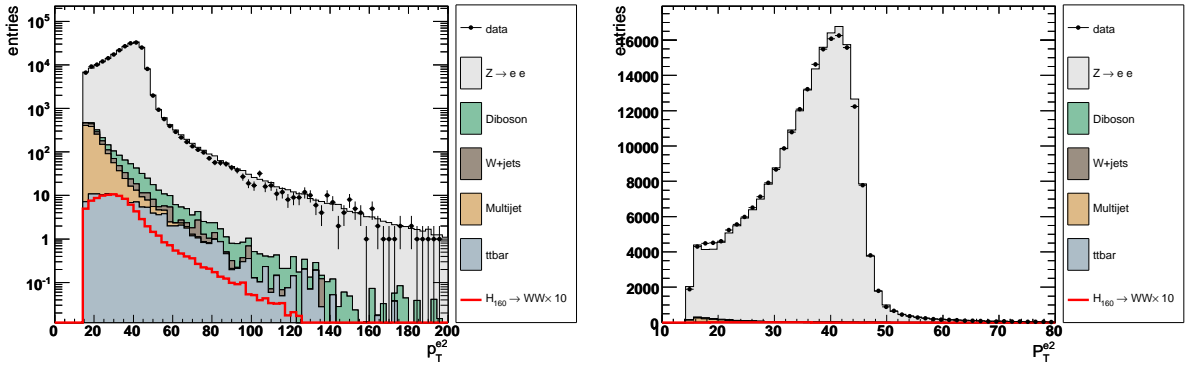 entries
10⁵
10⁴
10³
10²
10
1
10⁻¹
20 40 60 80 100 120 140 160 180 200
p_T^{e2}
data
Z → e e
Diboson
W+jets
Multijet
ttbar
H₁₆₀ → WW× 10
entries
16000
14000
12000
10000
8000
6000
4000
2000
0
10 20 30 40 50 60 70 80
P_T^{e2}
data
Z → e e
Diboson
W+jets
Multijet
ttbar
H₁₆₀ → WW× 10